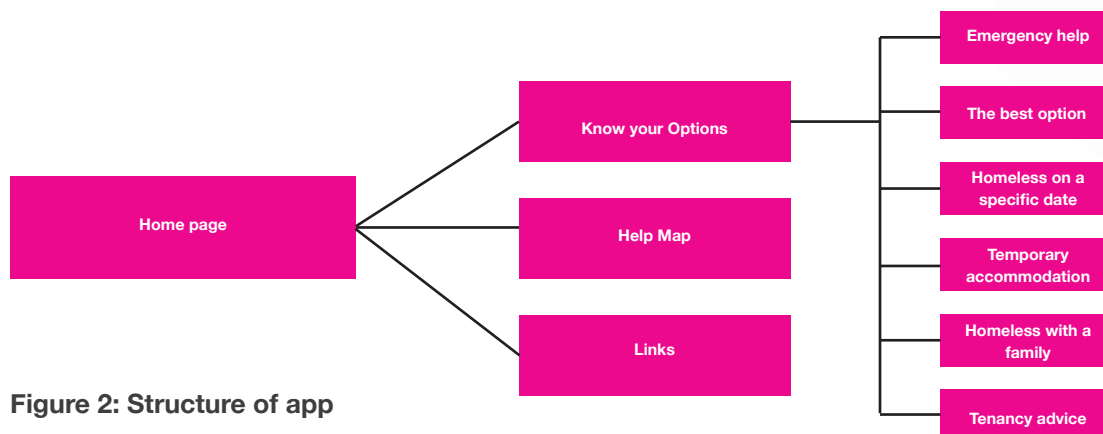 Home page
Know your Options
Help Map
Links
Emergency help
The best option
Homeless on a
specific date
Temporary
accommodation
Homeless with a
family
Tenancy advice
Figure 2: Structure of app